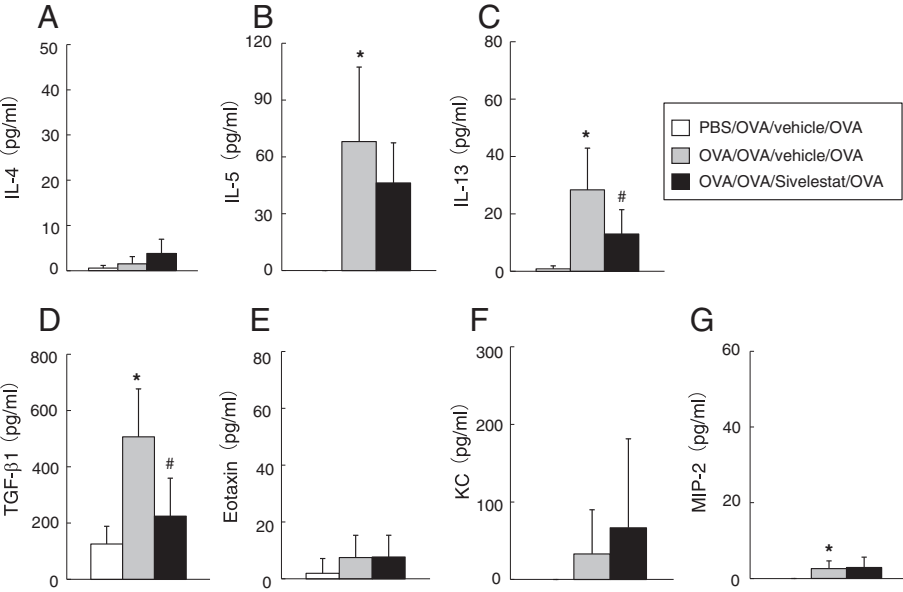 A
IL-4 (pg/ml)
50
40
30
20
10
0
B
IL-5 (pg/ml)
120
90
60
30
0
*
C
IL-13 (pg/ml)
80
60
40
20
0
*
#
PBS/OVA/vehicle/OVA
OVA/OVA/vehicle/OVA
OVA/OVA/Sivelestat/OVA
D
TGF-β1 (pg/ml)
800
600
400
200
0
*
#
E
Eotaxin (pg/ml)
80
60
40
20
0
F
KC (pg/ml)
300
200
100
0
G
MIP-2 (pg/ml)
60
40
20
0
*